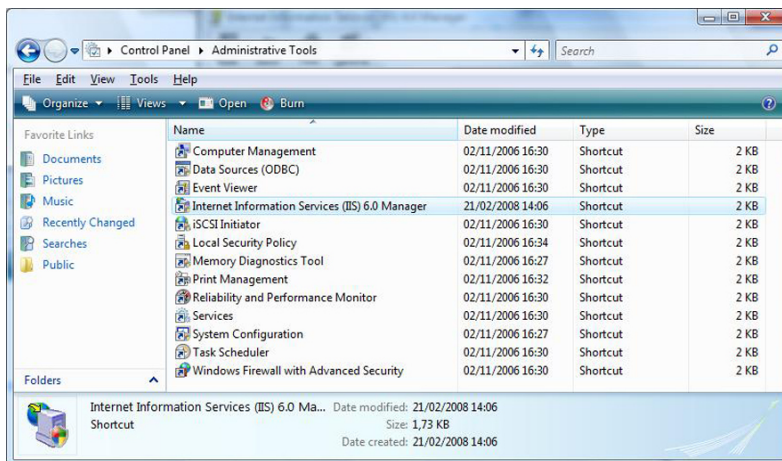 Control Panel Administrative Tools Search
File Edit View Tools Help
Organize Views Open Burn
Favorite Links
Documents
Pictures
Music
Recently Changed
Searches
Public
Folders
Name Date modified Type Size
Computer Management 02/11/2006 16:30 Shortcut 2 KB
Data Sources (ODBC) 02/11/2006 16:30 Shortcut 2 KB
Event Viewer 02/11/2006 16:30 Shortcut 2 KB
Internet Information Services (IIS) 6.0 Manager 21/02/2008 14:06 Shortcut 2 KB
iSCSI Initiator 02/11/2006 16:30 Shortcut 2 KB
Local Security Policy 02/11/2006 16:34 Shortcut 2 KB
Memory Diagnostics Tool 02/11/2006 16:27 Shortcut 2 KB
Print Management 02/11/2006 16:32 Shortcut 2 KB
Reliability and Performance Monitor 02/11/2006 16:30 Shortcut 2 KB
Services 02/11/2006 16:30 Shortcut 2 KB
System Configuration 02/11/2006 16:27 Shortcut 2 KB
Task Scheduler 02/11/2006 16:30 Shortcut 2 KB
Windows Firewall with Advanced Security 02/11/2006 16:30 Shortcut 2 KB
Internet Information Services (IIS) 6.0 Ma... Date modified: 21/02/2008 14:06
Shortcut Size: 1,73 KB
Date created: 21/02/2008 14:06